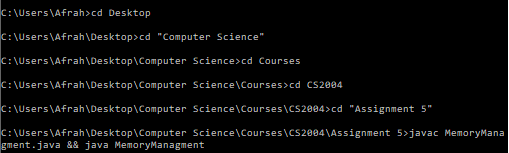 C:\Users\Afrah>cd Desktop
C:\Users\Afrah\Desktop>cd "Computer Science"
C:\Users\Afrah\Desktop\Computer Science>cd Courses
C:\Users\Afrah\Desktop\Computer Science\Courses>cd CS2004
C:\Users\Afrah\Desktop\Computer Science\Courses\CS2004>cd "Assignment 5"
C:\Users\Afrah\Desktop\Computer Science\Courses\CS2004\Assignment 5>javac MemoryMana
gment.java && java MemoryManagment